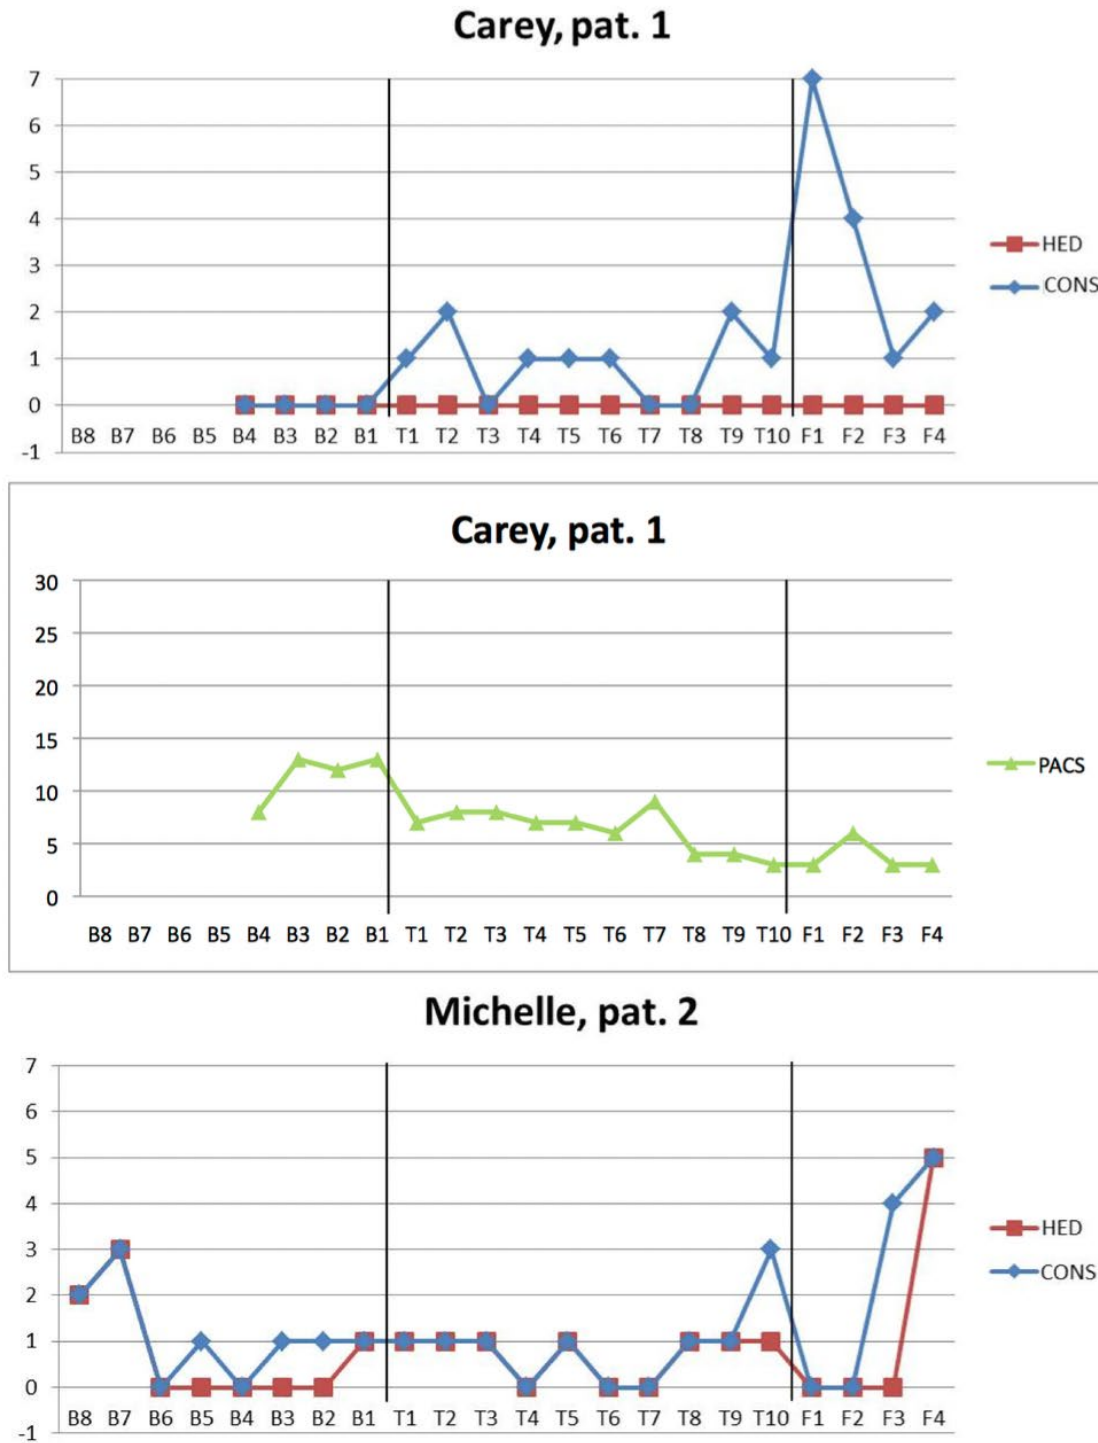 Carey, pat. 1
7
6
5
4
3
2
1
0
-1
B8 B7 B6 B5 B4 B3 B2 B1 T1 T2 T3 T4 T5 T6 T7 T8 T9 T10 F1 F2 F3 F4
HED
CONS
Carey, pat. 1
30
25
20
15
10
5
0
B8 B7 B6 B5 B4 B3 B2 B1 T1 T2 T3 T4 T5 T6 T7 T8 T9 T10 F1 F2 F3 F4
PACS
Michelle, pat. 2
7
6
5
4
3
2
1
0
-1
B8 B7 B6 B5 B4 B3 B2 B1 T1 T2 T3 T4 T5 T6 T7 T8 T9 T10 F1 F2 F3 F4
HED
CONS